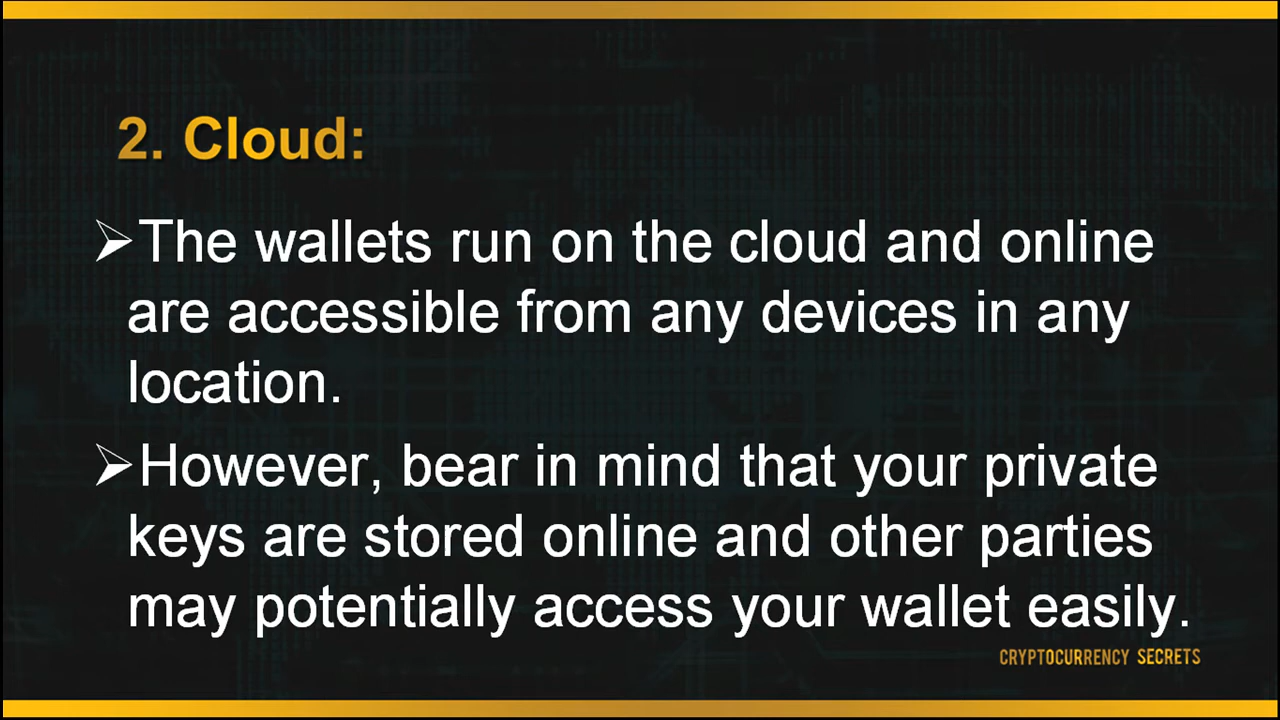 2. Cloud:
➢The wallets run on the cloud and online
are accessible from any devices in any
location.
➢However, bear in mind that your private
keys are stored online and other parties
may potentially access your wallet easily.
CRYPTOCURRENCY SECRETS